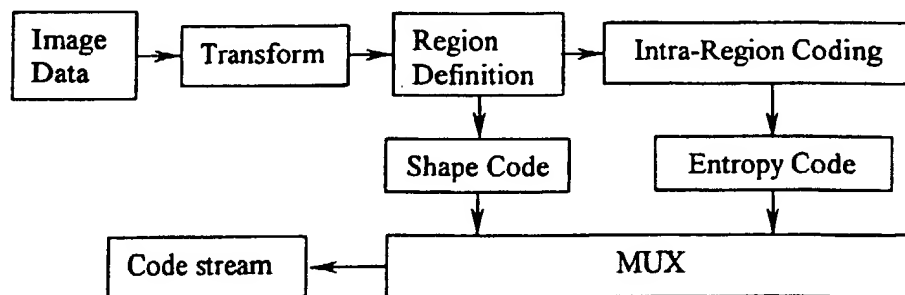 Image
Data
Transform
Region
Definition
Intra-Region Coding
Shape Code
Entropy Code
Code stream
MUX